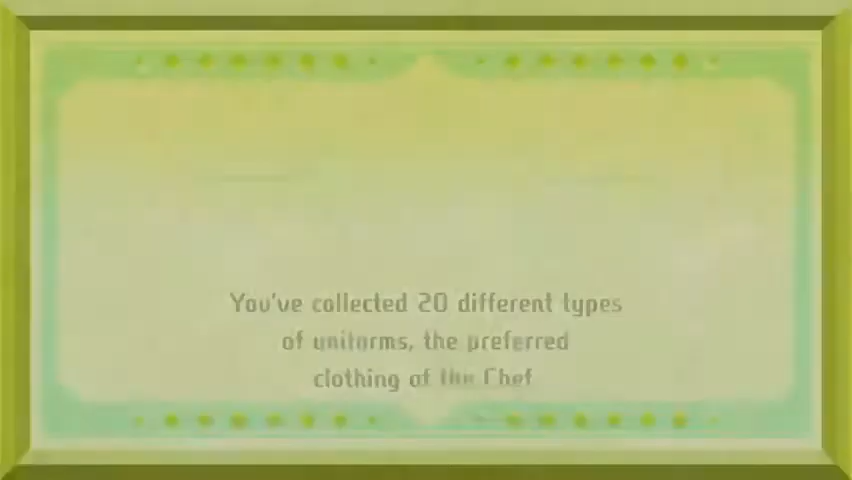 You've collected 20 different types
of uniforms, the preferred
clothing of the Chef